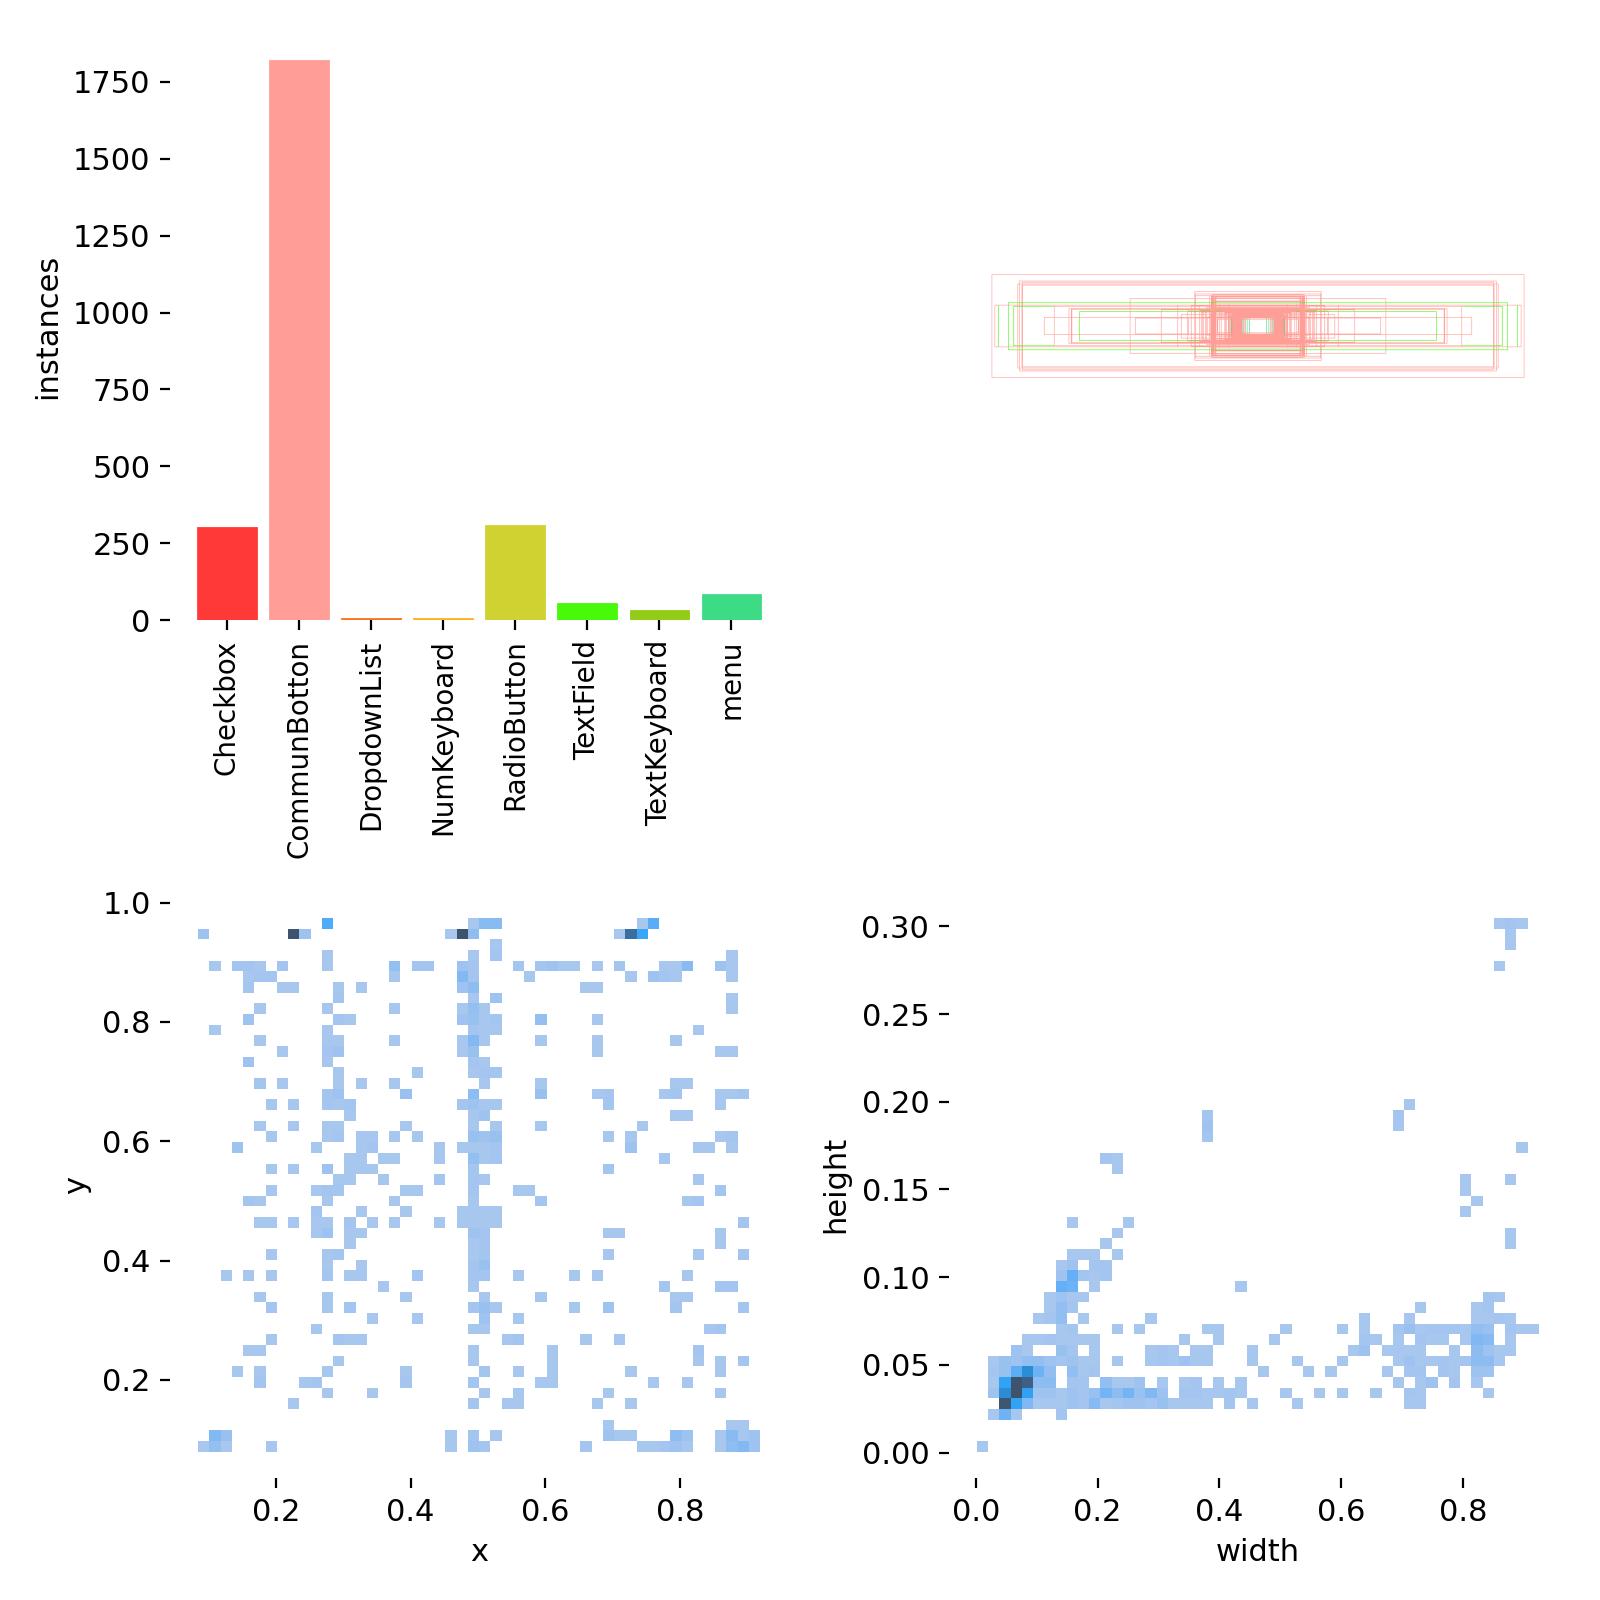 1750
1500
1250
1000
750
500
250
0
instances
Checkbox
CommunBotton
DropdownList
NumKeyboard
RadioButton
TextField
TextKeyboard
menu
1.0
0.8
0.6
0.4
0.2
y
0.2 0.4 0.6 0.8
x
0.30
0.25
0.20
0.15
0.10
0.05
0.00
height
0.0 0.2 0.4 0.6 0.8
width